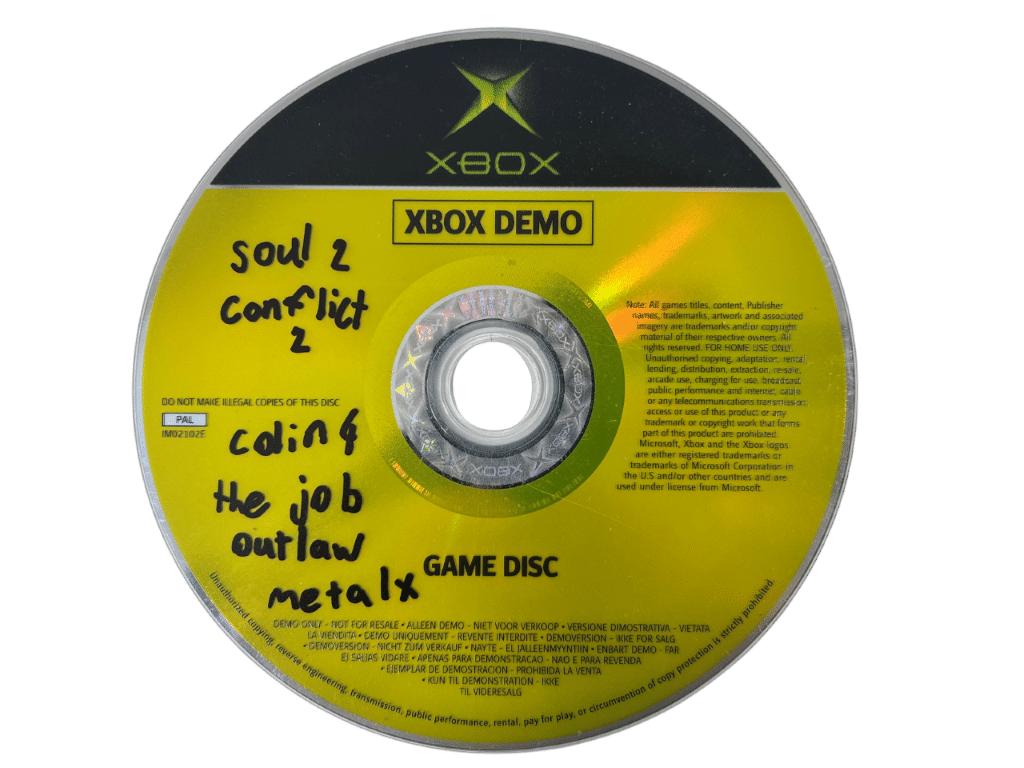 XBOX
XBOX DEMO
soul 2
conflict
2
Note: All games titles, content, Publisher
names, trademarks, artwork and associated
imagery are trademarks and/or copyright
material of their respective owners. All
rights reserved. FOR HOME USE ONLY.
Unauthorised copying, adaptation, rental,
lending, distribution, extraction, re-sale,
arcade use, charging for use, broadcast,
public performance and internet, cable
or any telecommunications transmission,
access or use of this product or any
trademark or copyright work that forms
part of this product are prohibited.
Microsoft, Xbox and the Xbox logos
are either registered trademarks or
trademarks of Microsoft Corporation in
the U.S and/or other countries and are
used under license from Microsoft.
DO NOT MAKE ILLEGAL COPIES OF THIS DISC
PAL
IM02102E
XBOX
colin 4
the job
outlaw
metalx
GAME DISC
DEMO ONLY - NOT FOR RESALE • ALLEEN DEMO - NIET VOOR VERKOOP • VERSIONE DIMOSTRATIVA - VIETATA
LA VIENDITA • DEMO UNIQUEMENT - REVENTE INTERDITE • DEMOVERSION - IKKE FOR SALG
• DEMOVERSION - NICHT ZUM VERKAUF • NAYTE - EI JALLEENMYYNTIIN • ENBART DEMO - FAR
EJ SALJAS VIDARE • APENAS PARA DEMONSTRACAO - NAO E PARA REVENDA
• EJEMPLAR DE DEMOSTRACION - PROHIBIDA LA VENTA
• KUN TIL DEMONSTRATION - IKKE
TIL VIDERESALG
Unauthorized copying, reverse engineering, transmission, public performance, rental, pay for play, or circumvention of copy protection is strictly prohibited.